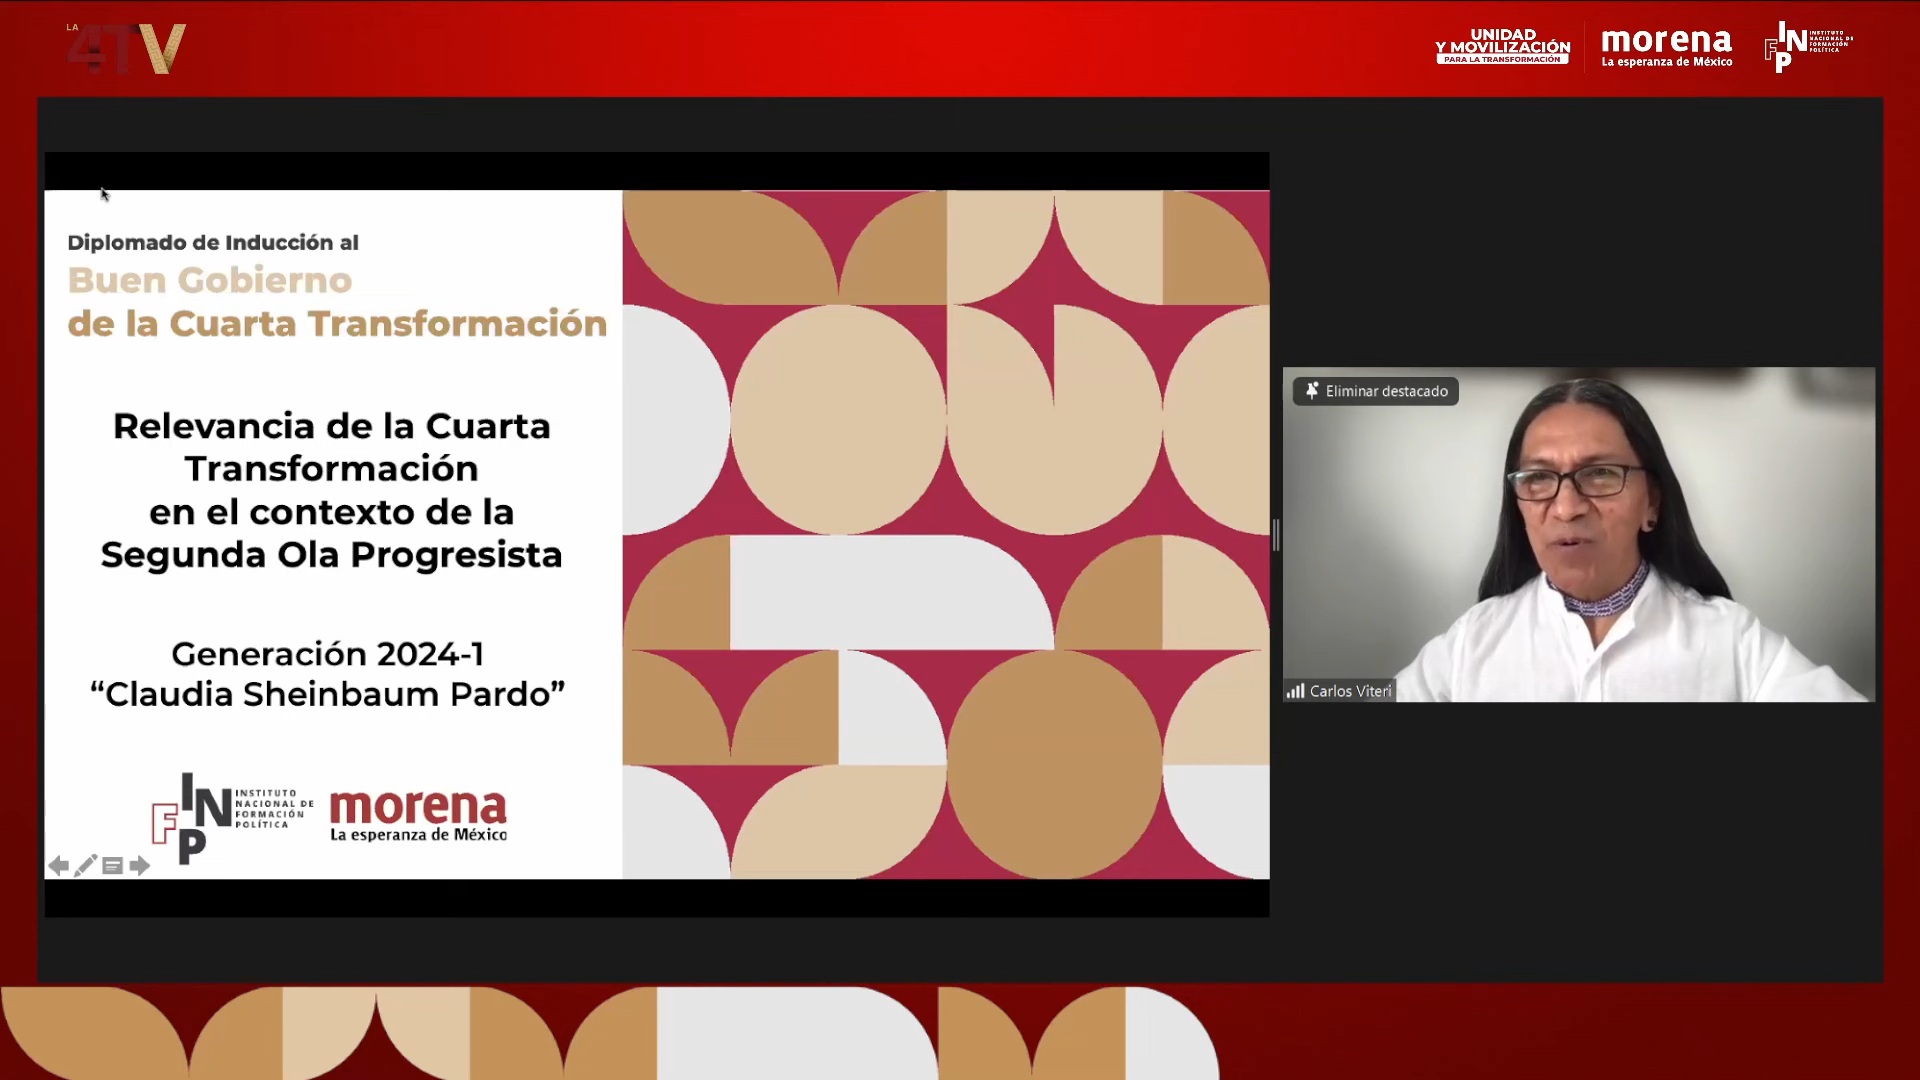 LA
4TV
UNIDAD
Y MOVILIZACIÓN
PARA LA TRANSFORMACIÓN
morena
La esperanza de México
INFP
INSTITUTO
NACIONAL DE
FORMACIÓN
POLÍTICA
Diplomado de Inducción al
Buen Gobierno
de la Cuarta Transformación
Relevancia de la Cuarta
Transformación
en el contexto de la
Segunda Ola Progresista
Generación 2024-1
“Claudia Sheinbaum Pardo”
INFP
INSTITUTO
NACIONAL DE
FORMACIÓN
POLÍTICA
morena
La esperanza de México
Eliminar destacado
Carlos Viteri